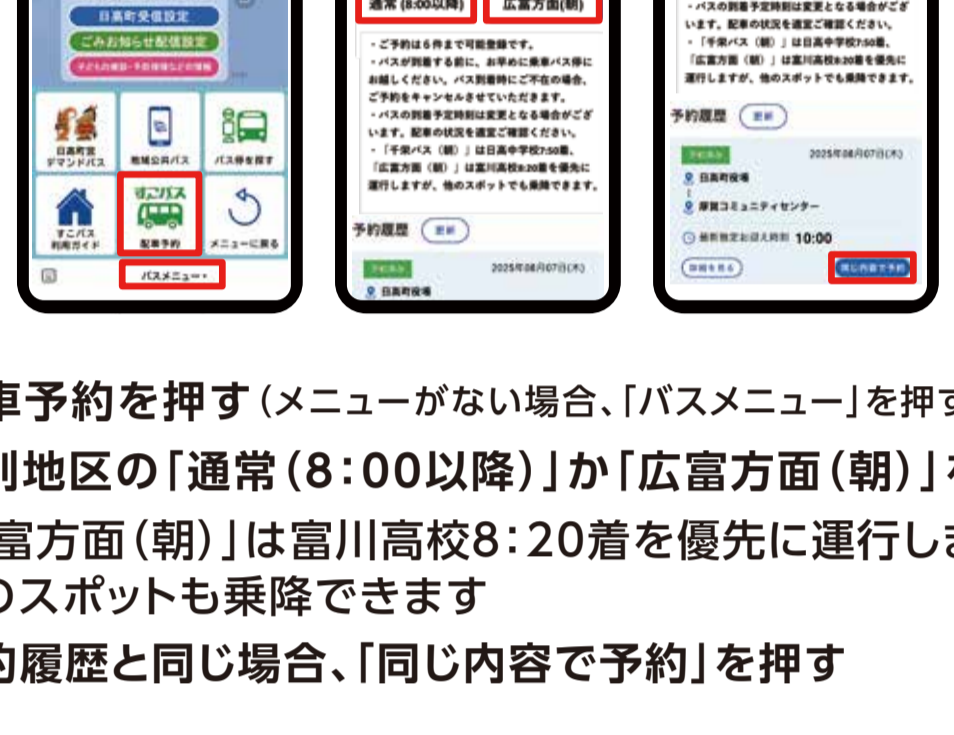 日高町受信設定
ごみお知らせ配信設定
日高町営
デマンドバス
地域公共バス
バス停を探す
すこバス
利用ガイド
すこバス
配車予約
メニューに戻る
バスメニュー
通常 (8:00以降)
広富方面(朝)
・ご予約は6件まで可能登録です。
・バスが到着する前に、お早めに乗車バス停に
お越しください。バス到着時にご不在の場合、
ご予約をキャンセルさせていただきます。
・バスの到着予定時刻は変更となる場合がござ
います。配車の状況を適宜ご確認ください。
・「千栄バス（朝）」は日高中学校7:50着、
「広富方面（朝）」は富川高校8:20着を優先に
運行しますが、他のスポットでも乗降できます。
予約履歴
更新
2025年08月07日(木)
日高町役場
・バスの到着予定時刻は変更となる場合がござ
います。配車の状況を適宜ご確認ください。
・「千栄バス（朝）」は日高中学校7:50着、
「広富方面（朝）」は富川高校8:20着を優先に
運行しますが、他のスポットでも乗降できます。
予約履歴
更新
2025年08月07日(木)
日高町役場
厚賀コミュニティセンター
最新推定お迎え時刻 10:00
詳細を見る
同じ内容で予約
車予約を押す（メニューがない場合、「バスメニュー」を押す
別地区の「通常（8：00以降）」か「広富方面（朝）」
富方面（朝）」は富川高校8：20着を優先に運行しま
のスポットも乗降できます
約履歴と同じ場合、「同じ内容で予約」を押す